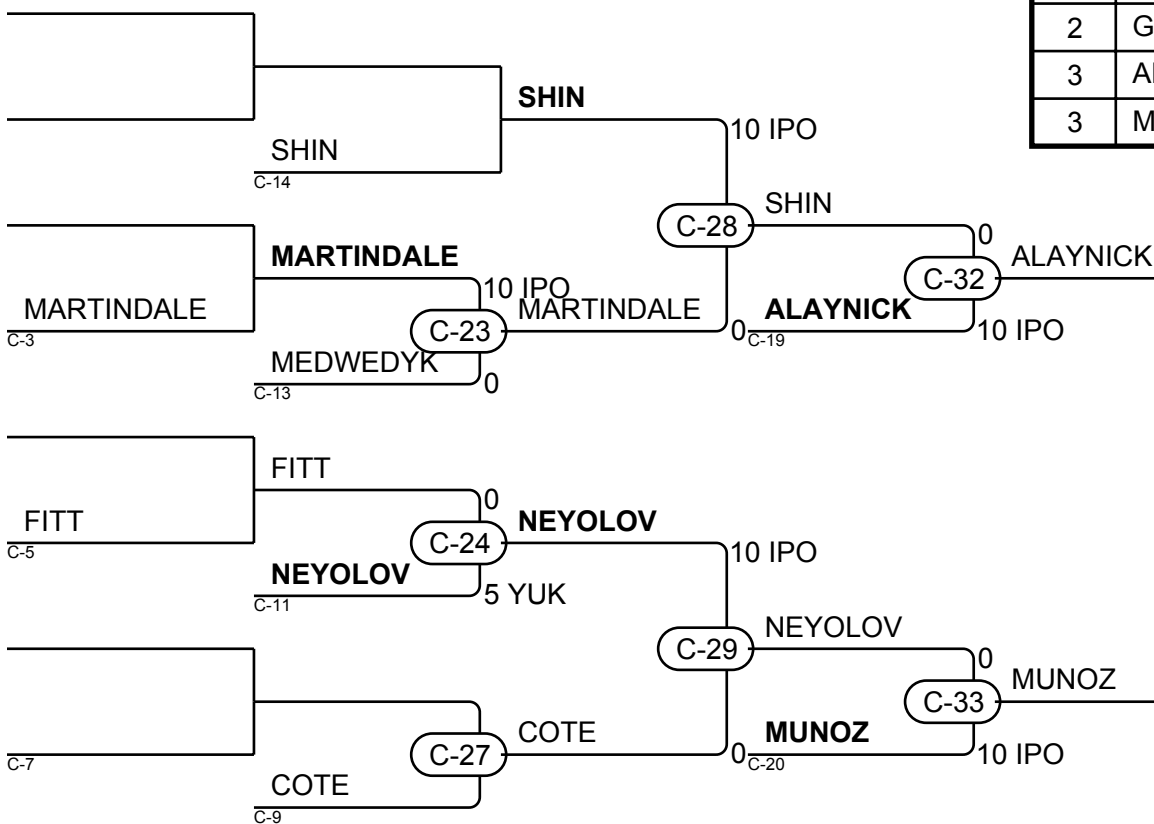 2 G
3 Al
3 M
SHIN
10 IPO
SHIN
C-14
C-28
SHIN
0
MARTINDALE
10 IPO
C-32
ALAYNICK
MARTINDALE
C-3
C-23
MARTINDALE
0
ALAYNICK
C-19
10 IPO
MEDWEDYK
0
C-13
FITT
0
FITT
C-5
C-24
NEYOLOV
10 IPO
NEYOLOV
5 YUK
C-11
C-29
NEYOLOV
0
C-33
MUNOZ
C-7
C-27
COTE
0
MUNOZ
C-20
10 IPO
COTE
C-9